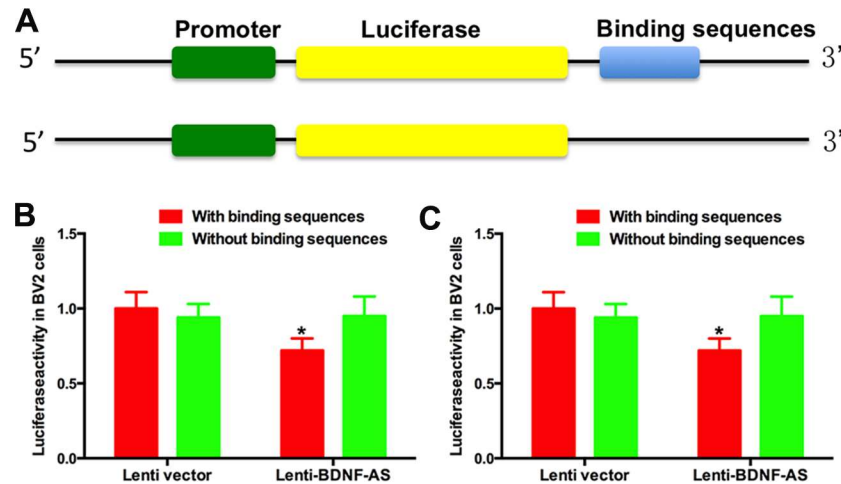 A
Promoter Luciferase Binding sequences
5' 3'
5' 3'
B
With binding sequences
Without binding sequences
Luciferaseactivity in BV2 cells
1.5
1.0
*
0.5
0.0
Lenti vector Lenti-BDNF-AS
C
With binding sequences
Without binding sequences
Luciferaseactivity in BV2 cells
1.5
1.0
*
0.5
0.0
Lenti vector Lenti-BDNF-AS